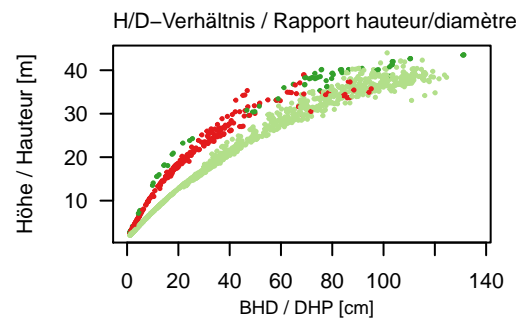 H/D–Verhältnis / Rapport hauteur/diamètre
Höhe / Hauteur [m]
40
30
20
10
0 20 40 60 80 100 140
BHD / DHP [cm]